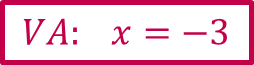 VA: x = −3